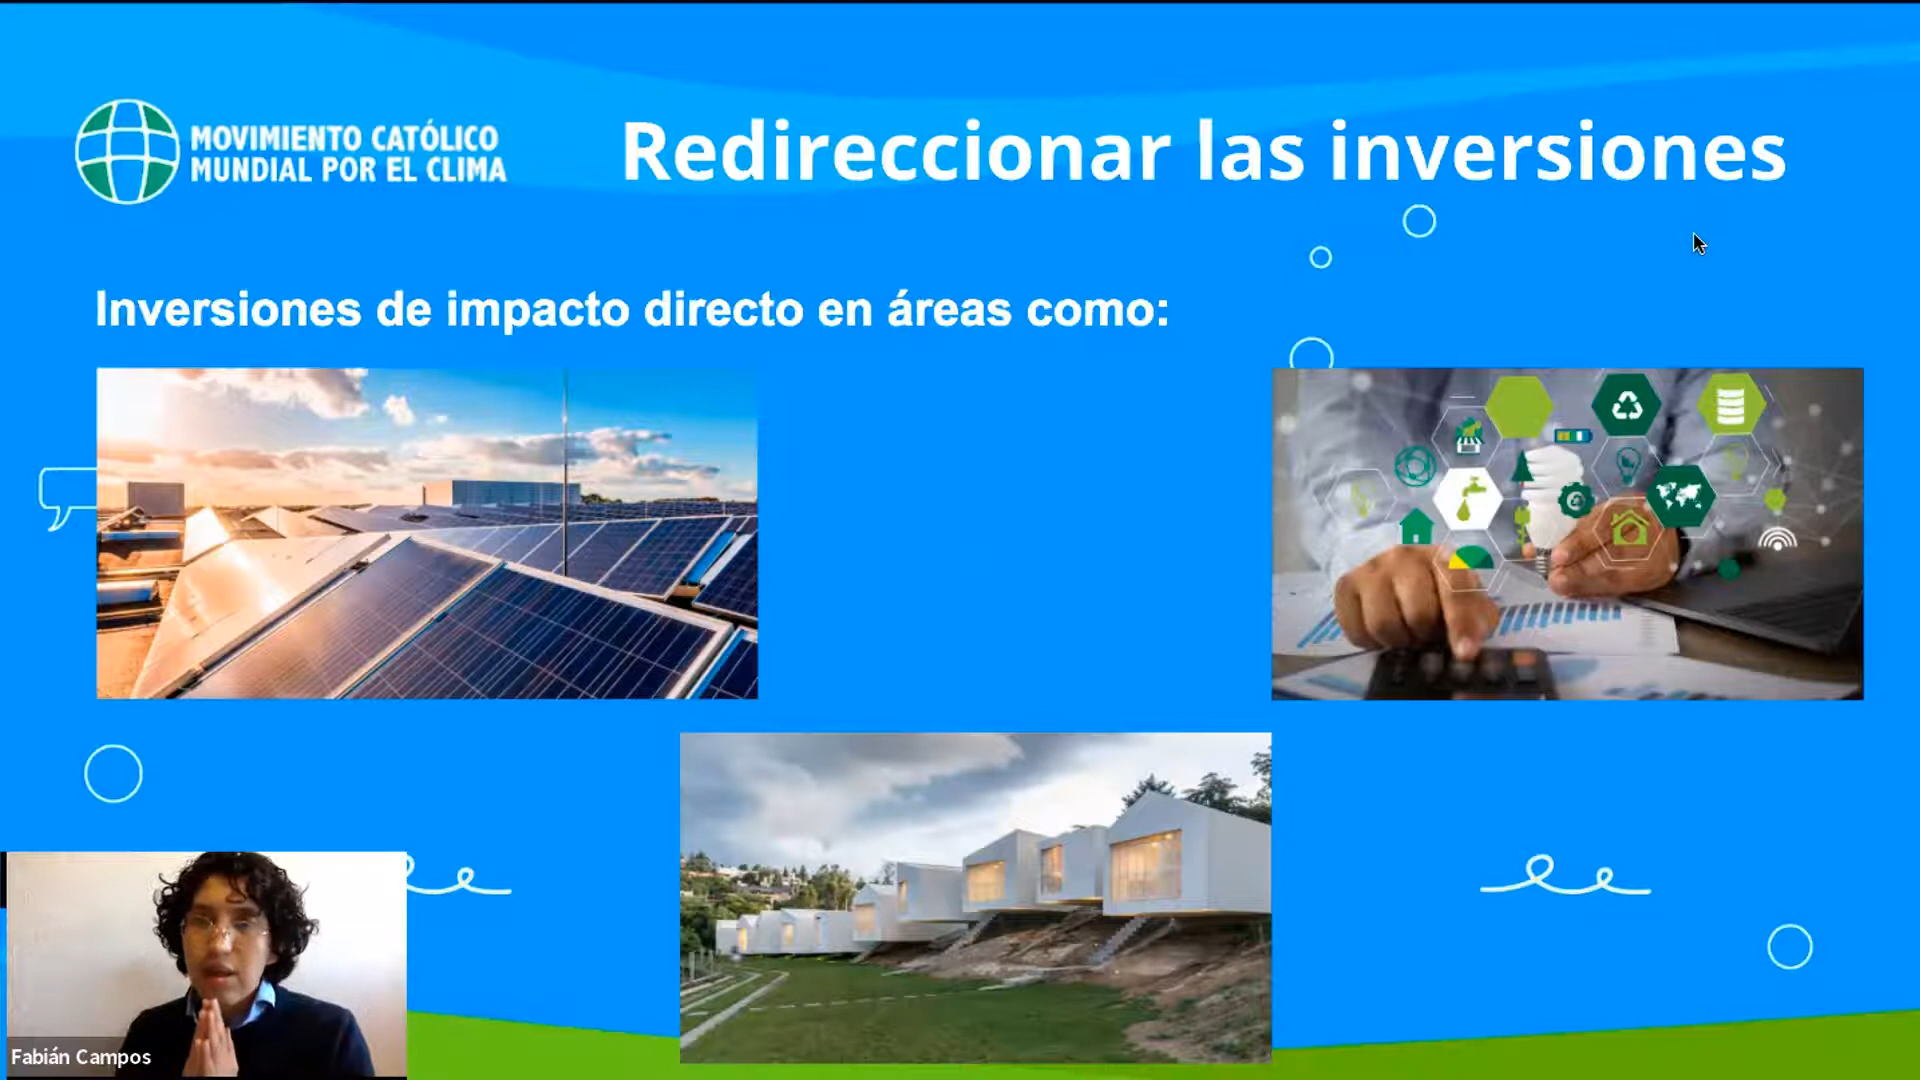 MOVIMIENTO CATÓLICO
MUNDIAL POR EL CLIMA
Redireccionar las inversiones
Inversiones de impacto directo en áreas como:
Fabián Campos